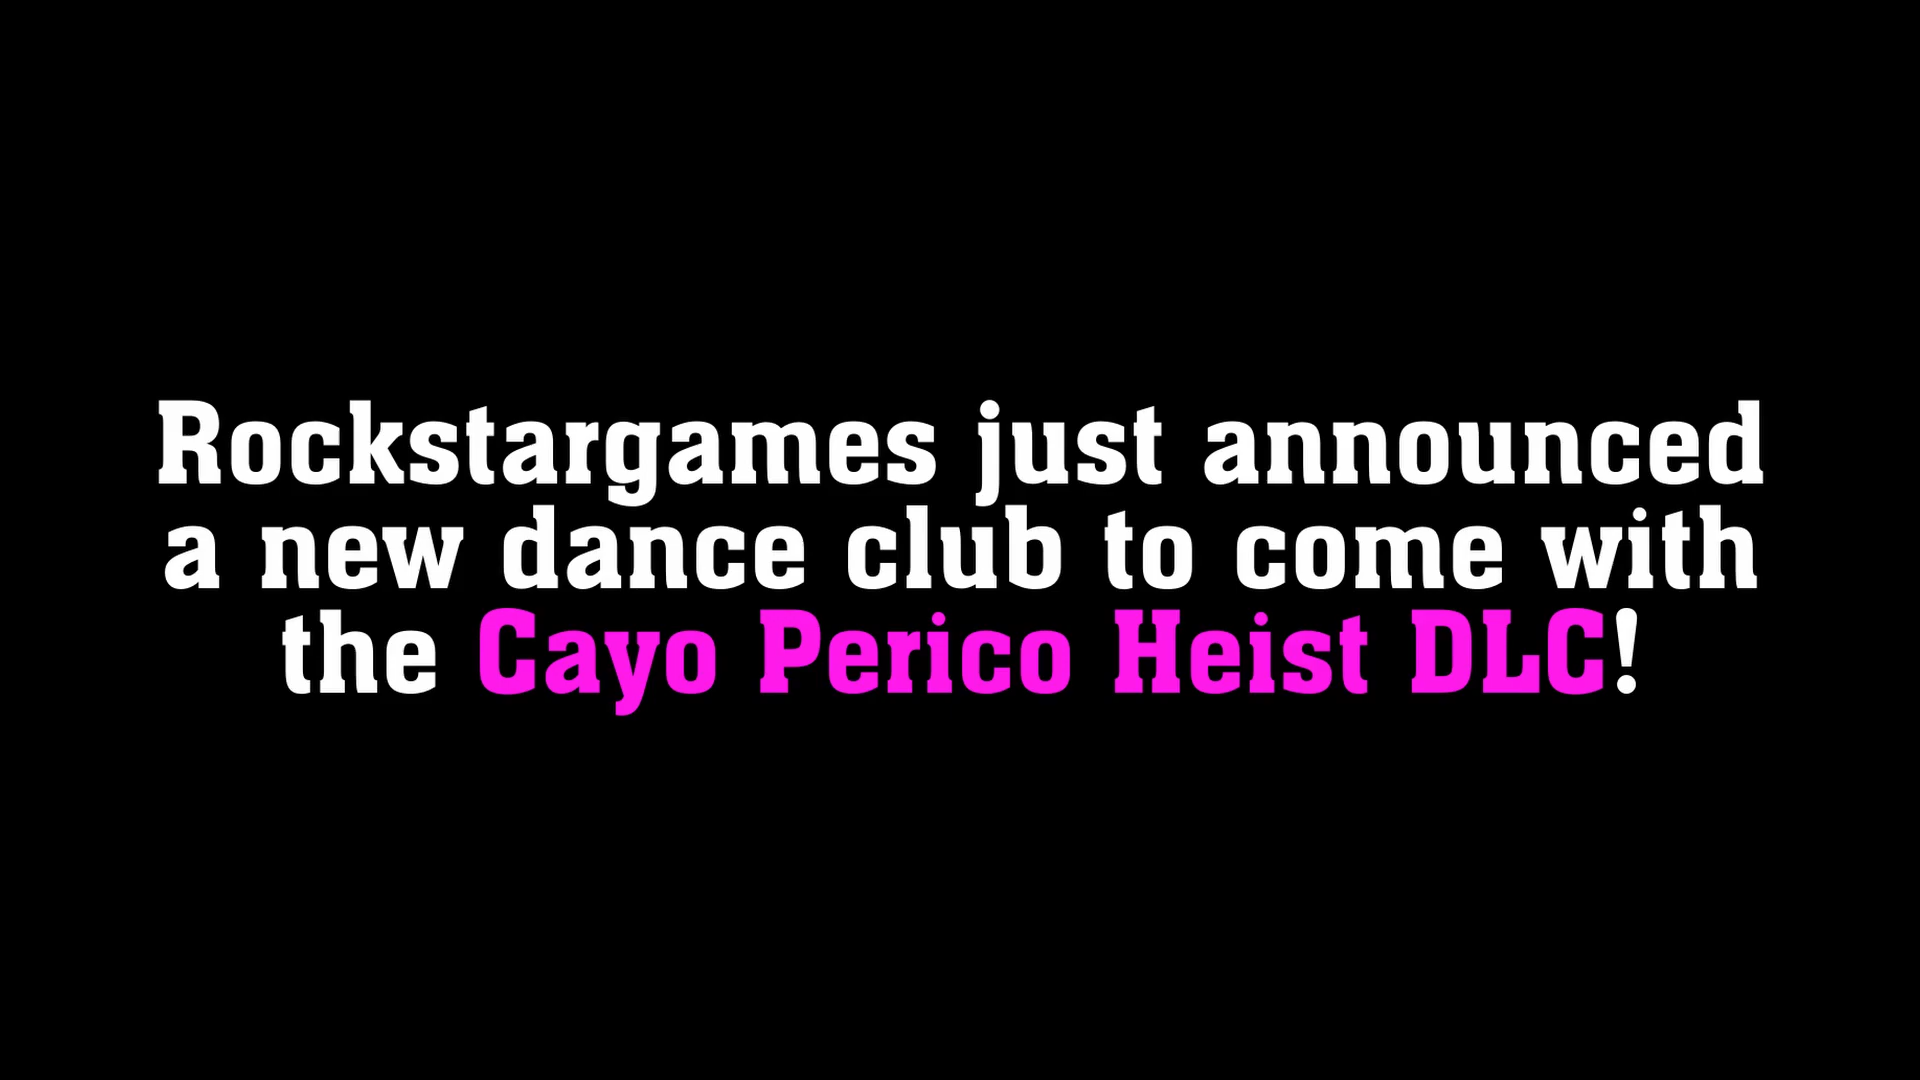 Rockstargames just announced
a new dance club to come with
the Cayo Perico Heist DLC!